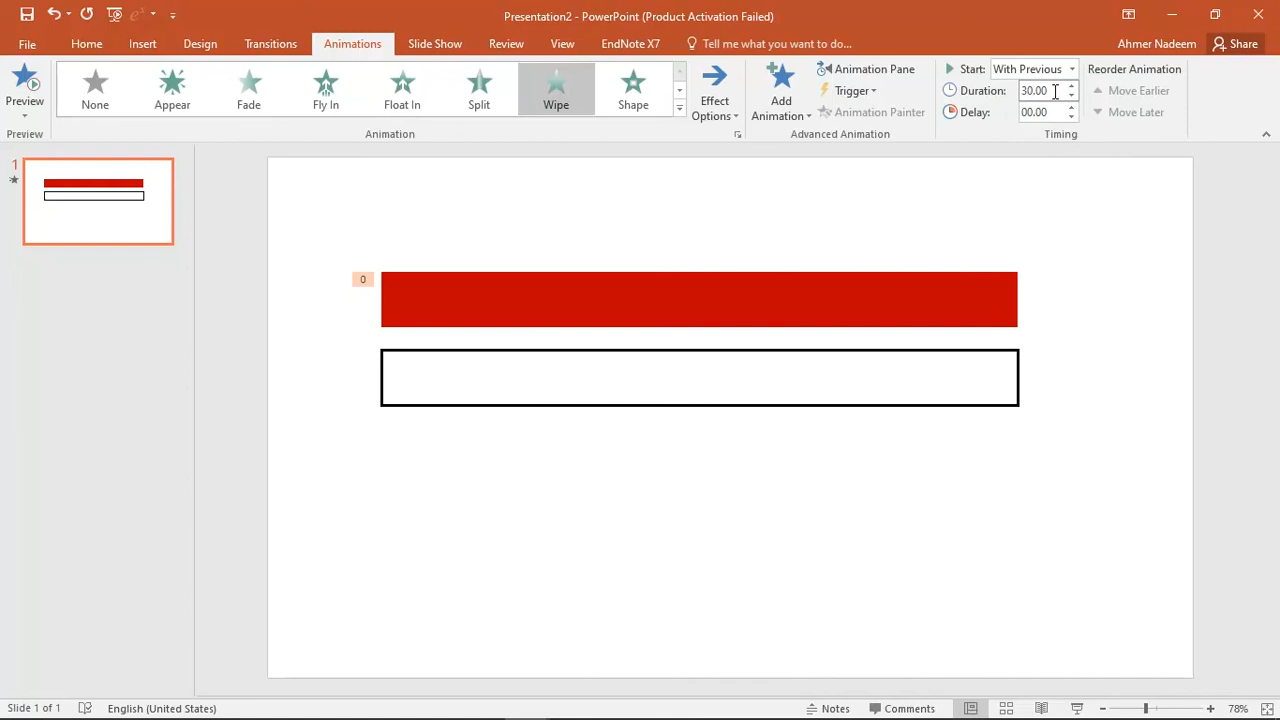 Presentation2 - PowerPoint (Product Activation Failed)
File Home Insert Design Transitions Animations Slide Show Review View EndNote X7 Tell me what you want to do... Ahmer Nadeem Share
Preview
None Appear Fade Fly In Float In Split Wipe Shape
Effect Options
Add Animation
Animation Pane
Trigger
Animation Painter
Start: With Previous
Duration: 30.00
Delay: 00.00
Reorder Animation
Move Earlier
Move Later
Preview Animation Advanced Animation Timing
1
0
Slide 1 of 1 English (United States) Notes Comments 78%